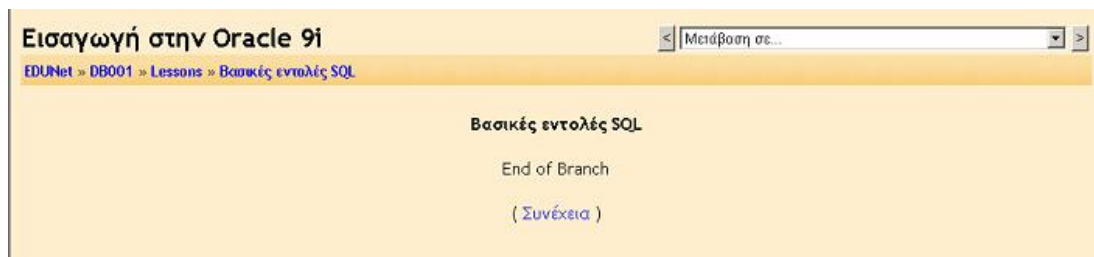 Εισαγωγή στην Oracle 9i
< Μετάβαση σε... >
EDUNet » DB001 » Lessons » Βασικές εντολές SQL
Βασικές εντολές SQL
End of Branch
( Συνέχεια )